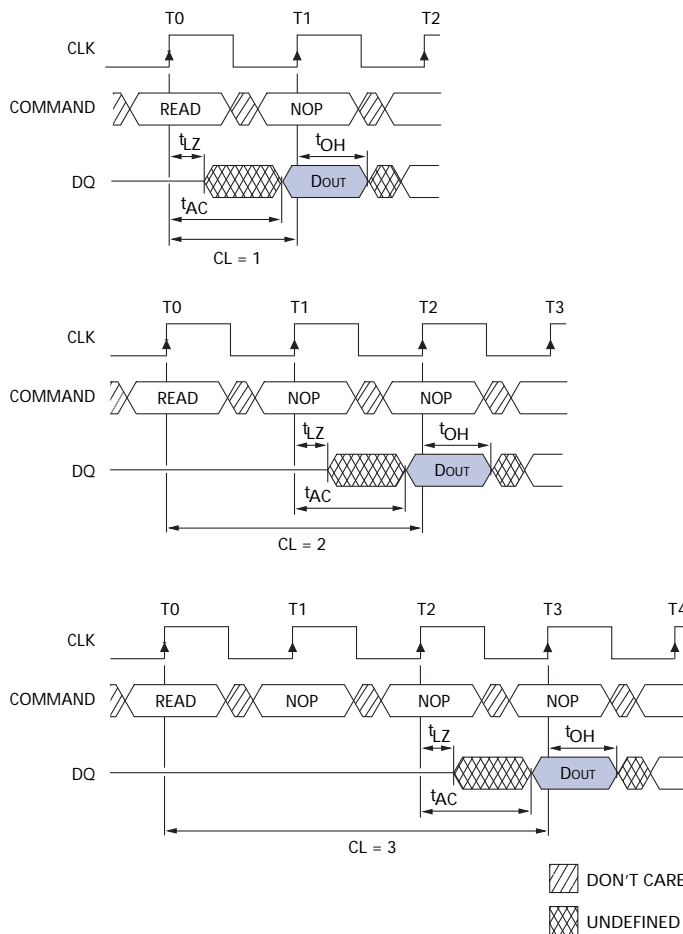 T0 T1 T2
CLK
COMMAND READ NOP
tLZ tOH
DQ DOUT
tAC
CL = 1
T0 T1 T2 T3
CLK
COMMAND READ NOP NOP
tLZ tOH
DQ DOUT
tAC
CL = 2
T0 T1 T2 T3 T4
CLK
COMMAND READ NOP NOP NOP
tLZ tOH
DQ DOUT
tAC
CL = 3
DON'T CARE
UNDEFINED